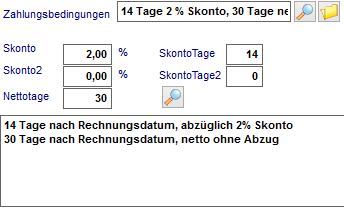 Zahlungsbedingungen 14 Tage 2 % Skonto, 30 Tage ne
Skonto 2,00 % SkontoTage 14
Skonto2 0,00 % SkontoTage2 0
Nettotage 30
14 Tage nach Rechnungsdatum, abzüglich 2% Skonto
30 Tage nach Rechnungsdatum, netto ohne Abzug